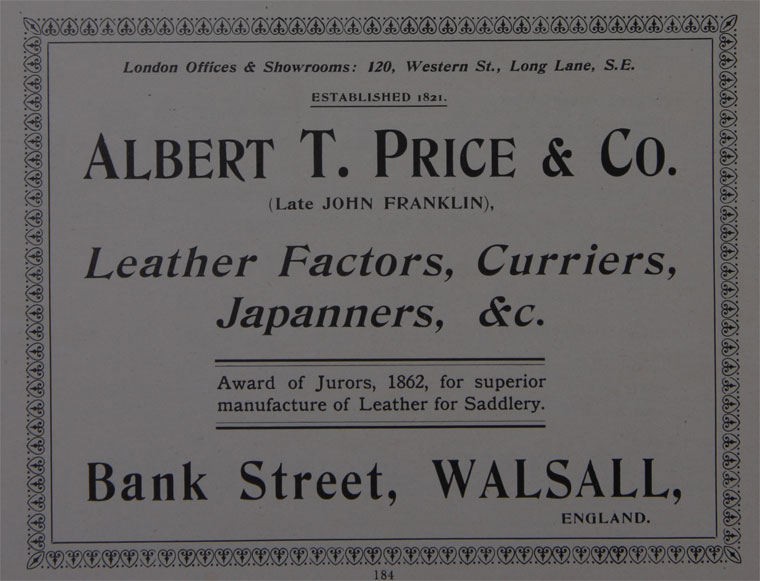 London Offices & Showrooms: 120, Western St., Long Lane, S.E.
ESTABLISHED 1821.
ALBERT T. PRICE & CO.
(Late JOHN FRANKLIN),
Leather Factors, Curriers,
Japanners, &c.
Award of Jurors, 1862, for superior
manufacture of Leather for Saddlery.
Bank Street, WALSALL,
ENGLAND.
184